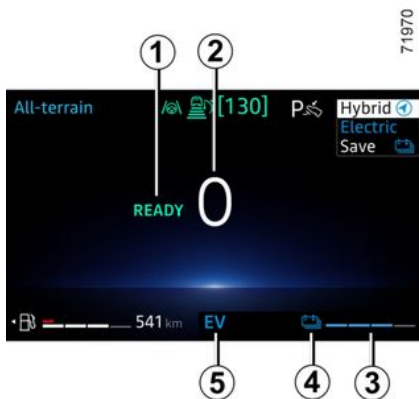 71970
1
2
All-terrain
[130]
P
Hybrid
Electric
Save
READY
0
541 km
EV
5
4
3